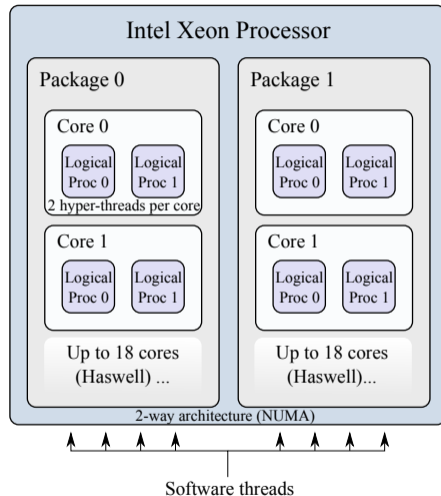 Intel Xeon Processor
Package 0
Core 0
Logical
Proc 0
Logical
Proc 1
2 hyper-threads per core
Core 1
Logical
Proc 0
Logical
Proc 1
Up to 18 cores
(Haswell) ...
Package 1
Core 0
Logical
Proc 0
Logical
Proc 1
Core 1
Logical
Proc 0
Logical
Proc 1
Up to 18 cores
(Haswell)...
2-way architecture (NUMA)
Software threads